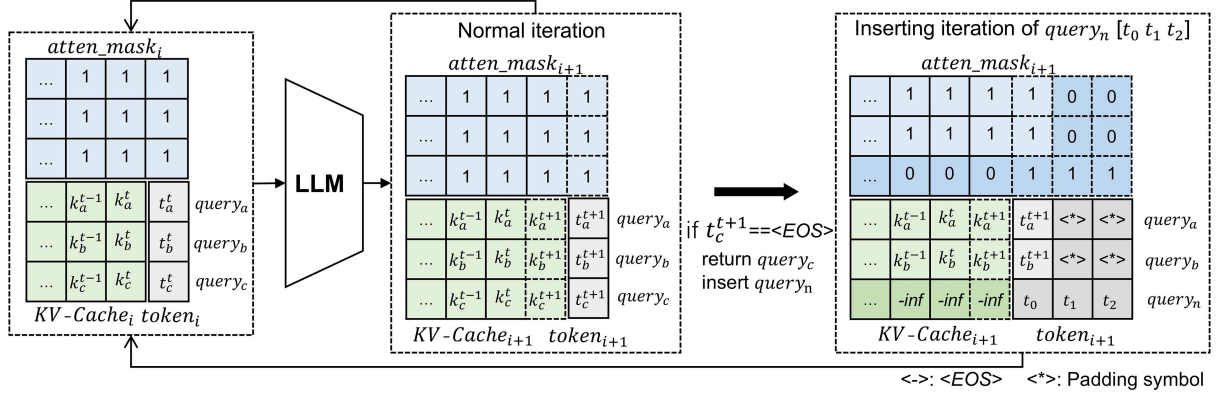 atten_mask_i
... 1 1 1
... 1 1 1
... 1 1 1
... k_a^{t-1} k_a^t t_a^t query_a
... k_b^{t-1} k_b^t t_b^t query_b
... k_c^{t-1} k_c^t t_c^t query_c
KV-Cache_i token_i
LLM
Normal iteration
atten_mask_{i+1}
... 1 1 1 1
... 1 1 1 1
... 1 1 1 1
... k_a^{t-1} k_a^t k_a^{t+1} t_a^{t+1} query_a
... k_b^{t-1} k_b^t k_b^{t+1} t_b^{t+1} query_b
... k_c^{t-1} k_c^t k_c^{t+1} t_c^{t+1} query_c
KV-Cache_{i+1} token_{i+1}
if t_c^{t+1}==<EOS>
return query_c
insert query_n
Inserting iteration of query_n [t_0 t_1 t_2]
atten_mask_{i+1}
... 1 1 1 1 0 0
... 1 1 1 1 0 0
... 0 0 0 1 1 1
... k_a^{t-1} k_a^t k_a^{t+1} t_a^{t+1} <*> <*> query_a
... k_b^{t-1} k_b^t k_b^{t+1} t_b^{t+1} <*> <*> query_b
... -inf -inf -inf t_0 t_1 t_2 query_n
KV-Cache_{i+1} token_{i+1}
<->: <EOS> <*>: Padding symbol